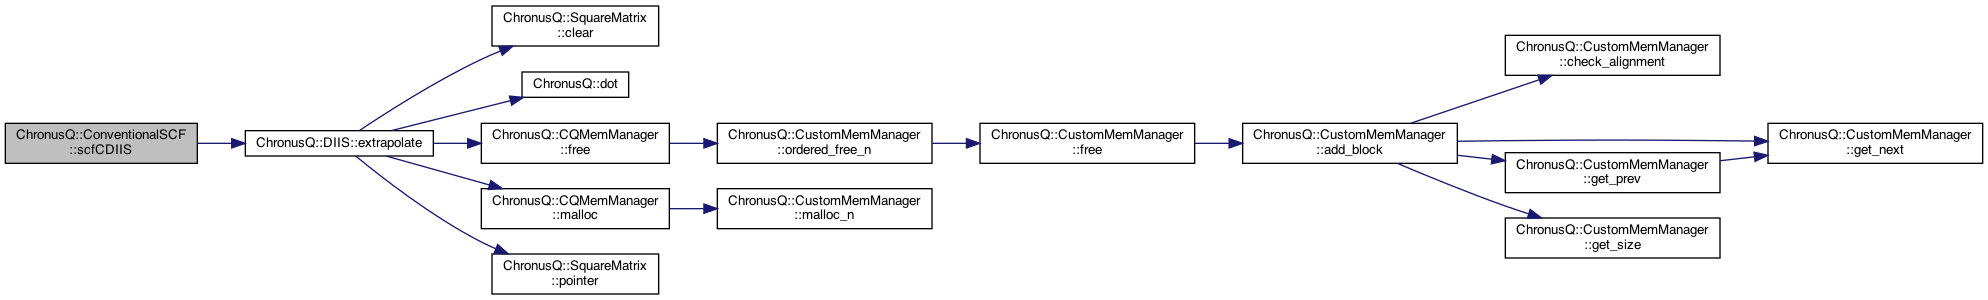 ChronusQ::ConventionalSCF
::scfCDIIS
ChronusQ::DIIS::extrapolate
ChronusQ::SquareMatrix
::clear
ChronusQ::dot
ChronusQ::CQMemManager
::free
ChronusQ::CQMemManager
::malloc
ChronusQ::SquareMatrix
::pointer
ChronusQ::CustomMemManager
::ordered_free_n
ChronusQ::CustomMemManager
::malloc_n
ChronusQ::CustomMemManager
::free
ChronusQ::CustomMemManager
::add_block
ChronusQ::CustomMemManager
::check_alignment
ChronusQ::CustomMemManager
::get_prev
ChronusQ::CustomMemManager
::get_size
ChronusQ::CustomMemManager
::get_next